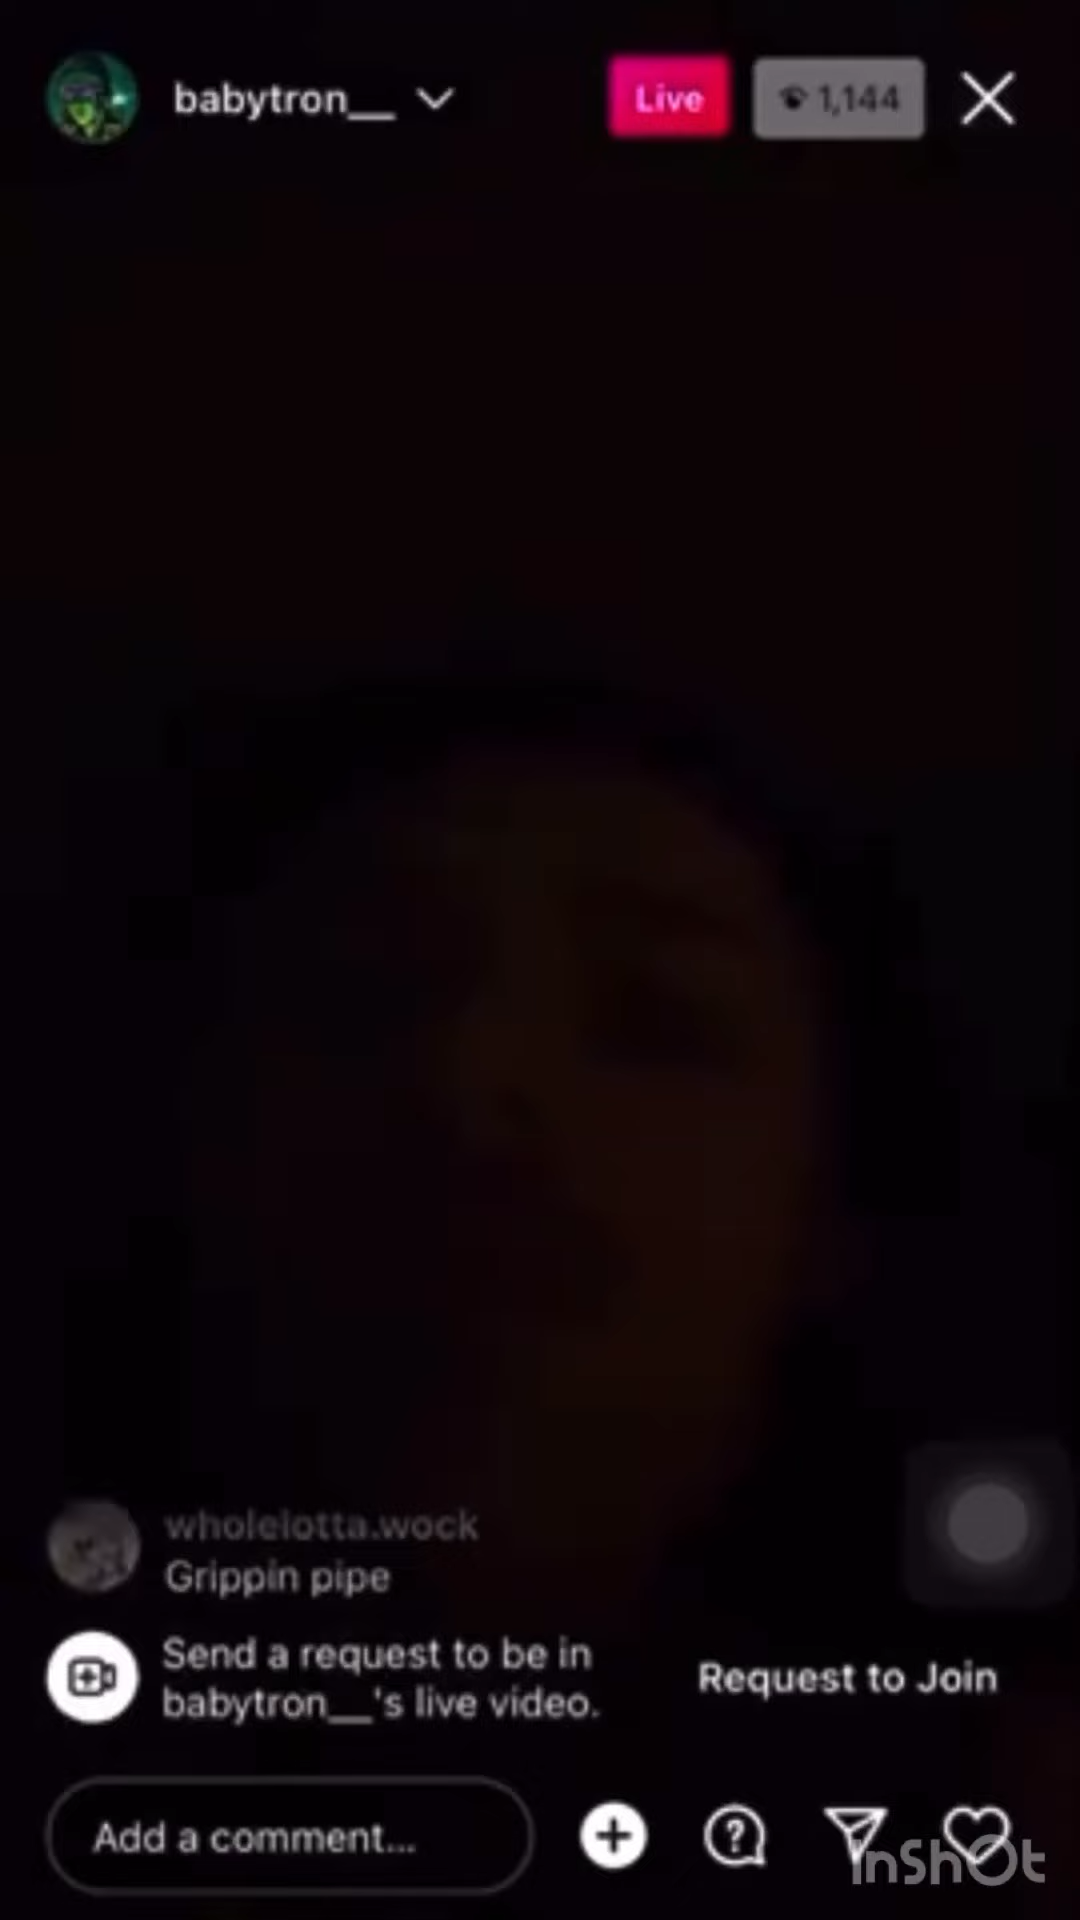 babytron__
Live
1,144
wholelotta.wock
Grippin pipe
Send a request to be in
babytron__'s live video.
Request to Join
Add a comment...
InShOt